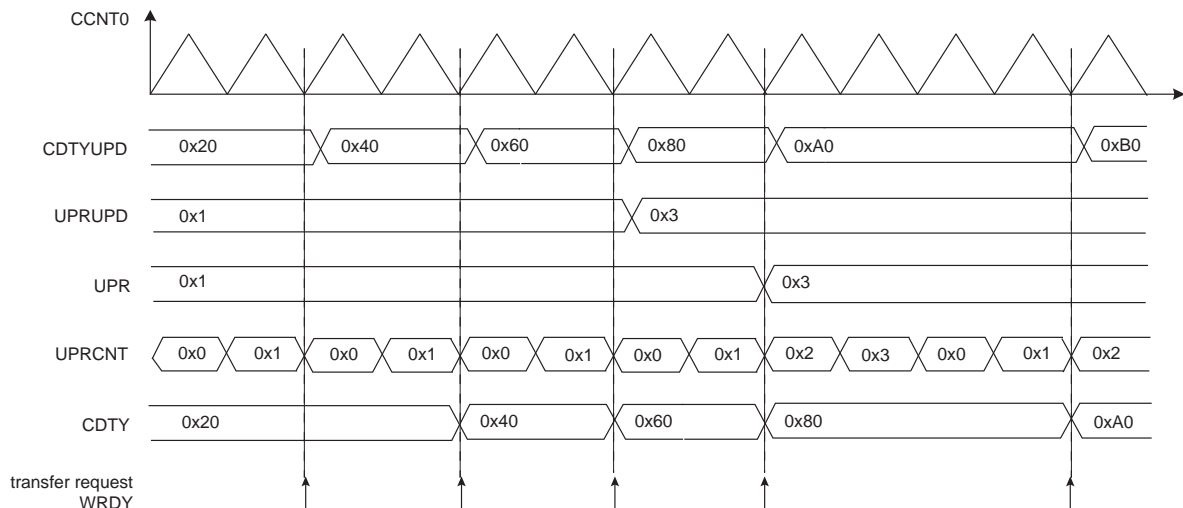 CCNT0
CDTYUPD 0x20 0x40 0x60 0x80 0xA0 0xB0
UPRUPD 0x1 0x3
UPR 0x1 0x3
UPRCNT 0x0 0x1 0x0 0x1 0x0 0x1 0x0 0x1 0x2 0x3 0x0 0x1 0x2
CDTY 0x20 0x40 0x60 0x80 0xA0
transfer request
WRDY